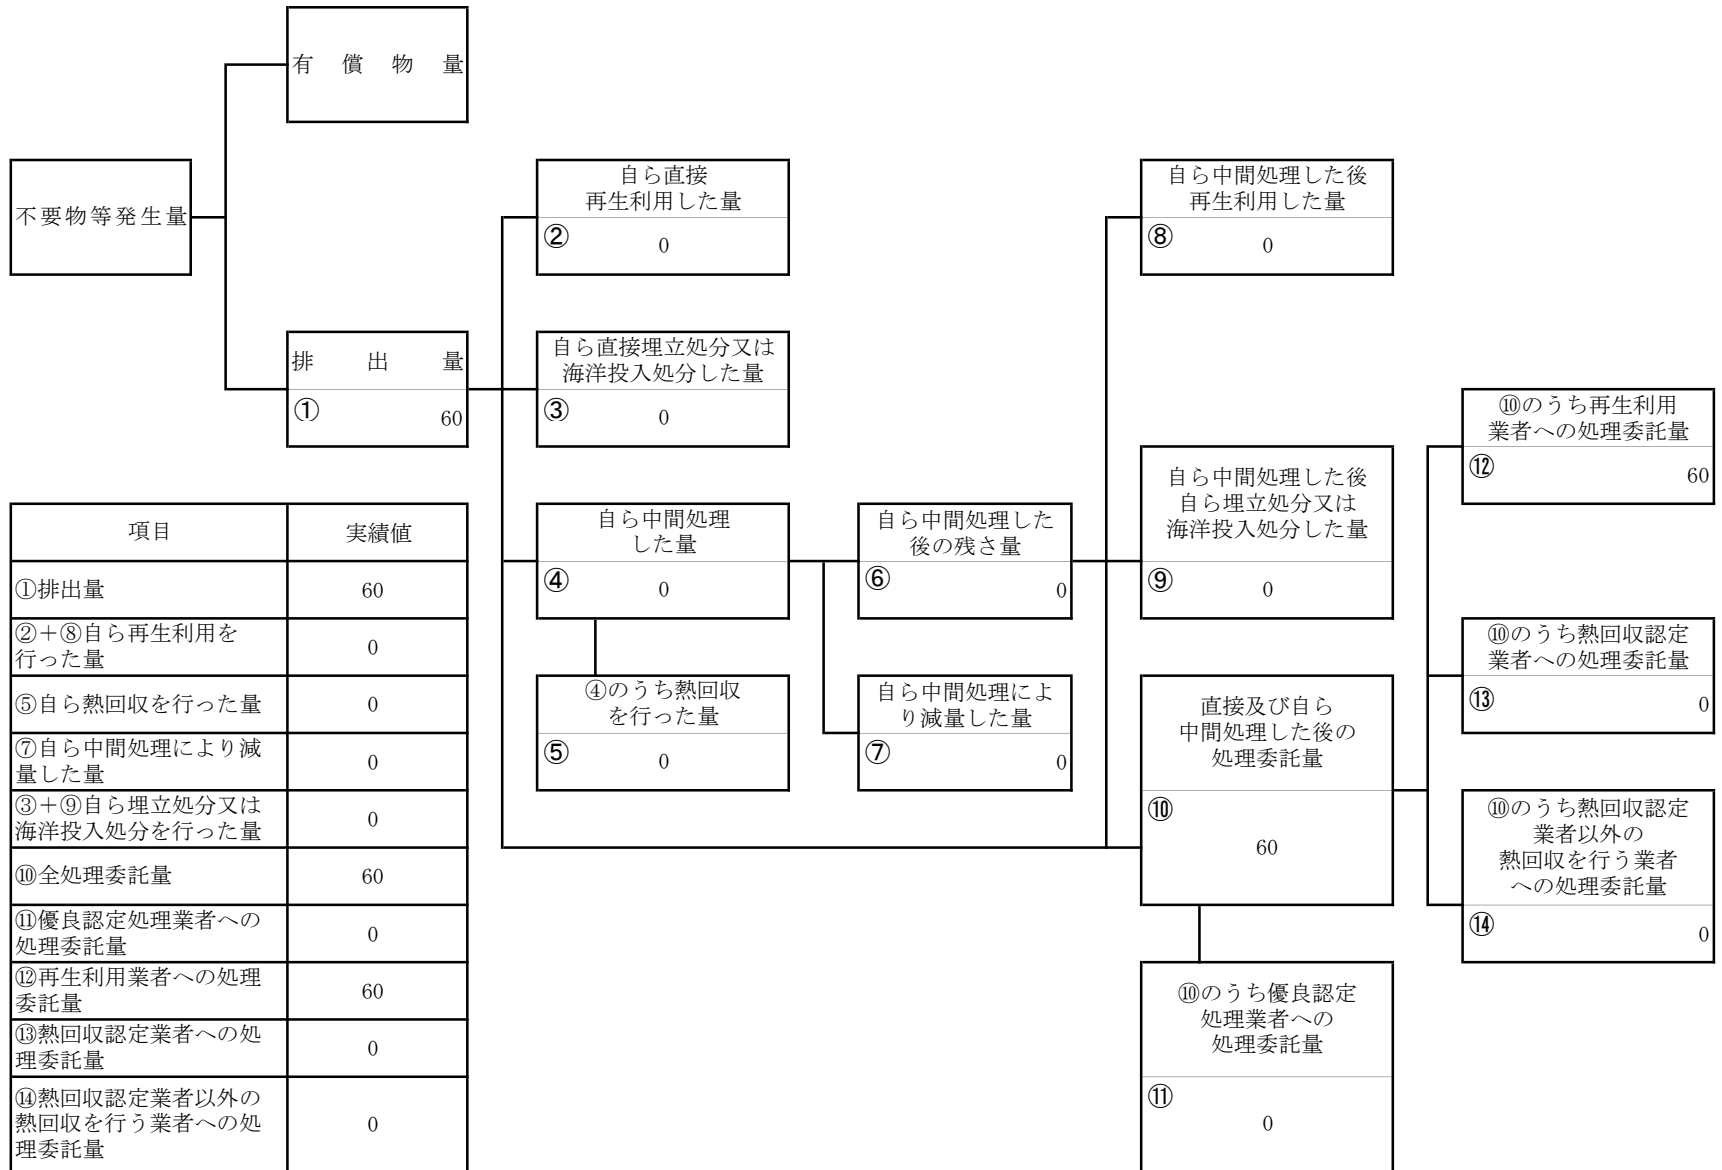 有償物量
不要物等発生量
排出量
①
60
自ら直接
再生利用した量
②
0
自ら直接埋立処分又は
海洋投入処分した量
③
0
自ら中間処理
した量
④
0
④のうち熱回収
を行った量
⑤
0
自ら中間処理した
後の残さ量
⑥
0
自ら中間処理によ
り減量した量
⑦
0
自ら中間処理した後
再生利用した量
⑧
0
自ら中間処理した後
自ら埋立処分又は
海洋投入処分した量
⑨
0
直接及び自ら
中間処理した後の
処理委託量
⑩
60
⑩のうち優良認定
処理業者への
処理委託量
⑪
0
⑩のうち再生利用
業者への処理委託量
⑫
60
⑩のうち熱回収認定
業者への処理委託量
⑬
0
⑩のうち熱回収認定
業者以外の
熱回収を行う業者
への処理委託量
⑭
0
項目 実績値
①排出量 60
②＋⑧自ら再生利用を
行った量 0
⑤自ら熱回収を行った量 0
⑦自ら中間処理により減
量した量 0
③＋⑨自ら埋立処分又は
海洋投入処分を行った量 0
⑩全処理委託量 60
⑪優良認定処理業者への
処理委託量 0
⑫再生利用業者への処理
委託量 60
⑬熱回収認定業者への処
理委託量 0
⑭熱回収認定業者以外の
熱回収を行う業者への処
理委託量 0